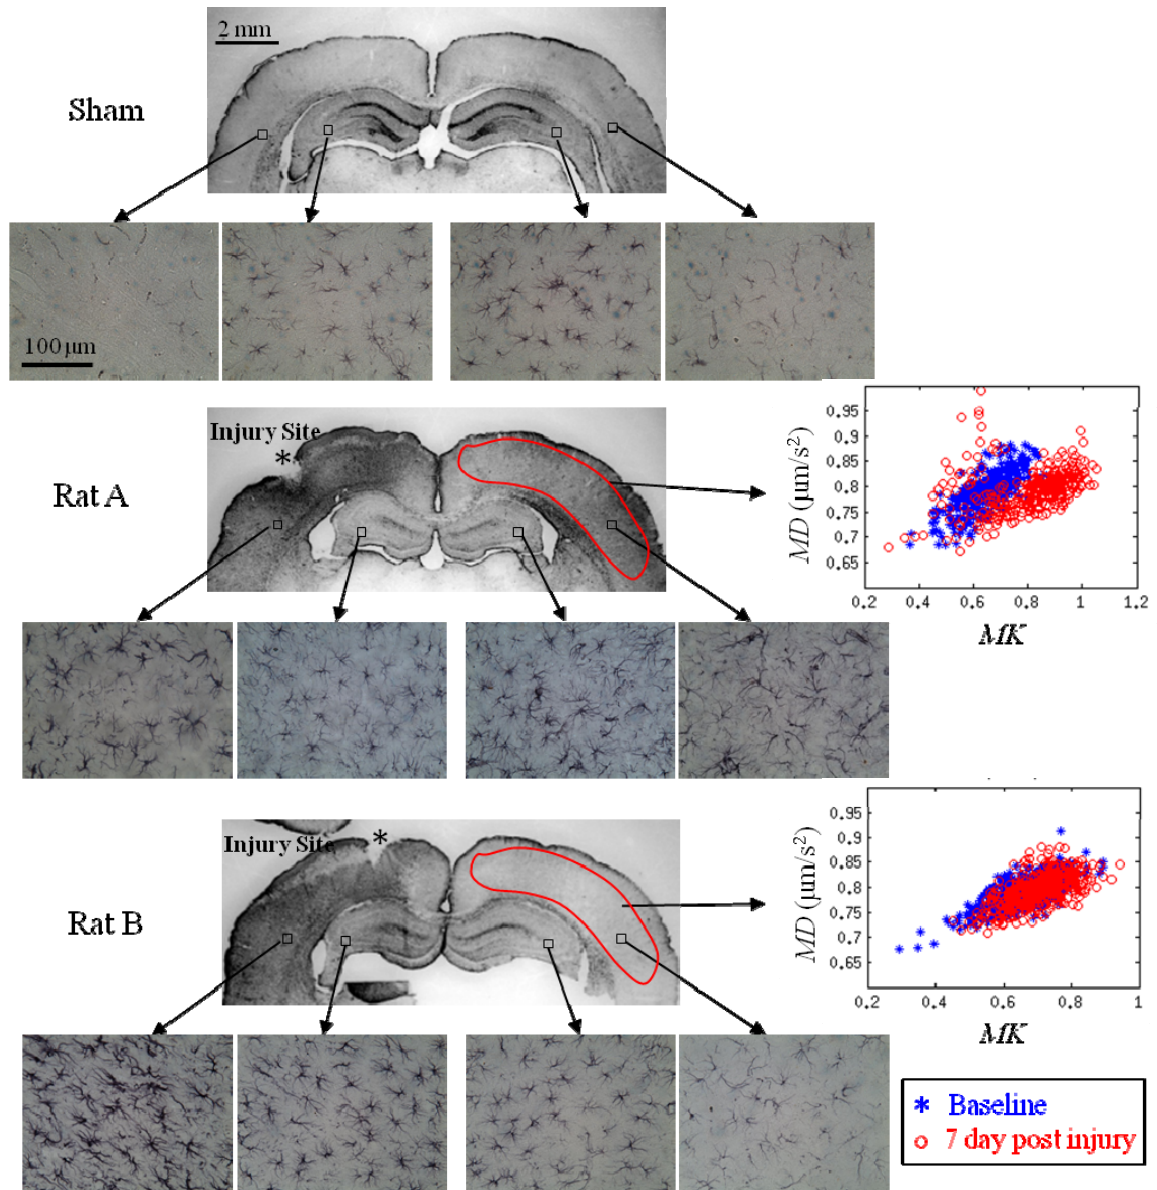 2 mm
Sham
100 µm
Injury Site
*
Rat A
0.95
0.9
0.85
0.8
0.75
0.7
0.65
MD (µm/s²)
0.2 0.4 0.6 0.8 1 1.2
MK
Injury Site
*
Rat B
0.95
0.9
0.85
0.8
0.75
0.7
0.65
MD (µm/s²)
0.2 0.4 0.6 0.8 1
MK
* Baseline
○ 7 day post injury